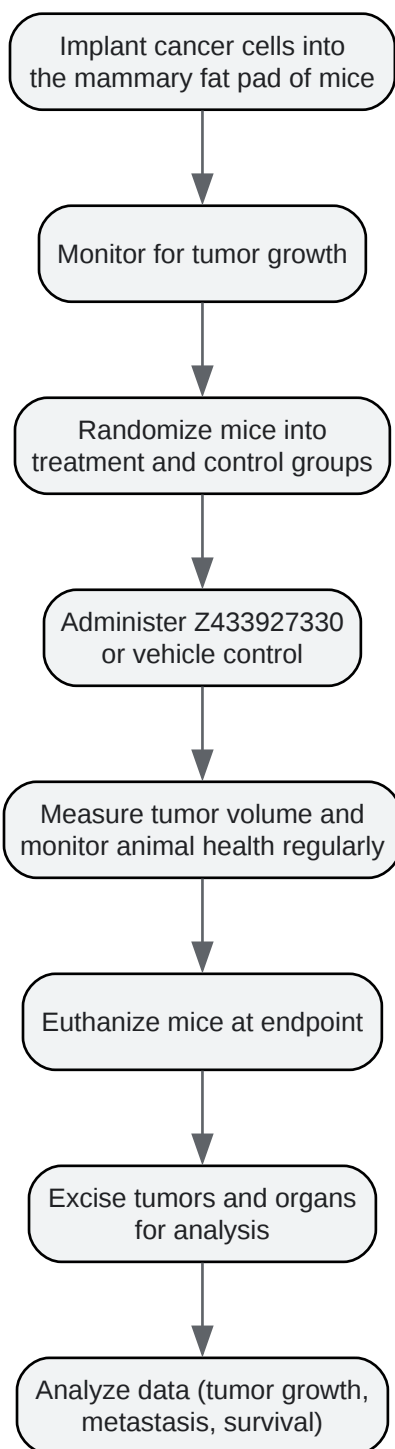 Implant cancer cells into
the mammary fat pad of mice
Monitor for tumor growth
Randomize mice into
treatment and control groups
Administer Z433927330
or vehicle control
Measure tumor volume and
monitor animal health regularly
Euthanize mice at endpoint
Excise tumors and organs
for analysis
Analyze data (tumor growth,
metastasis, survival)